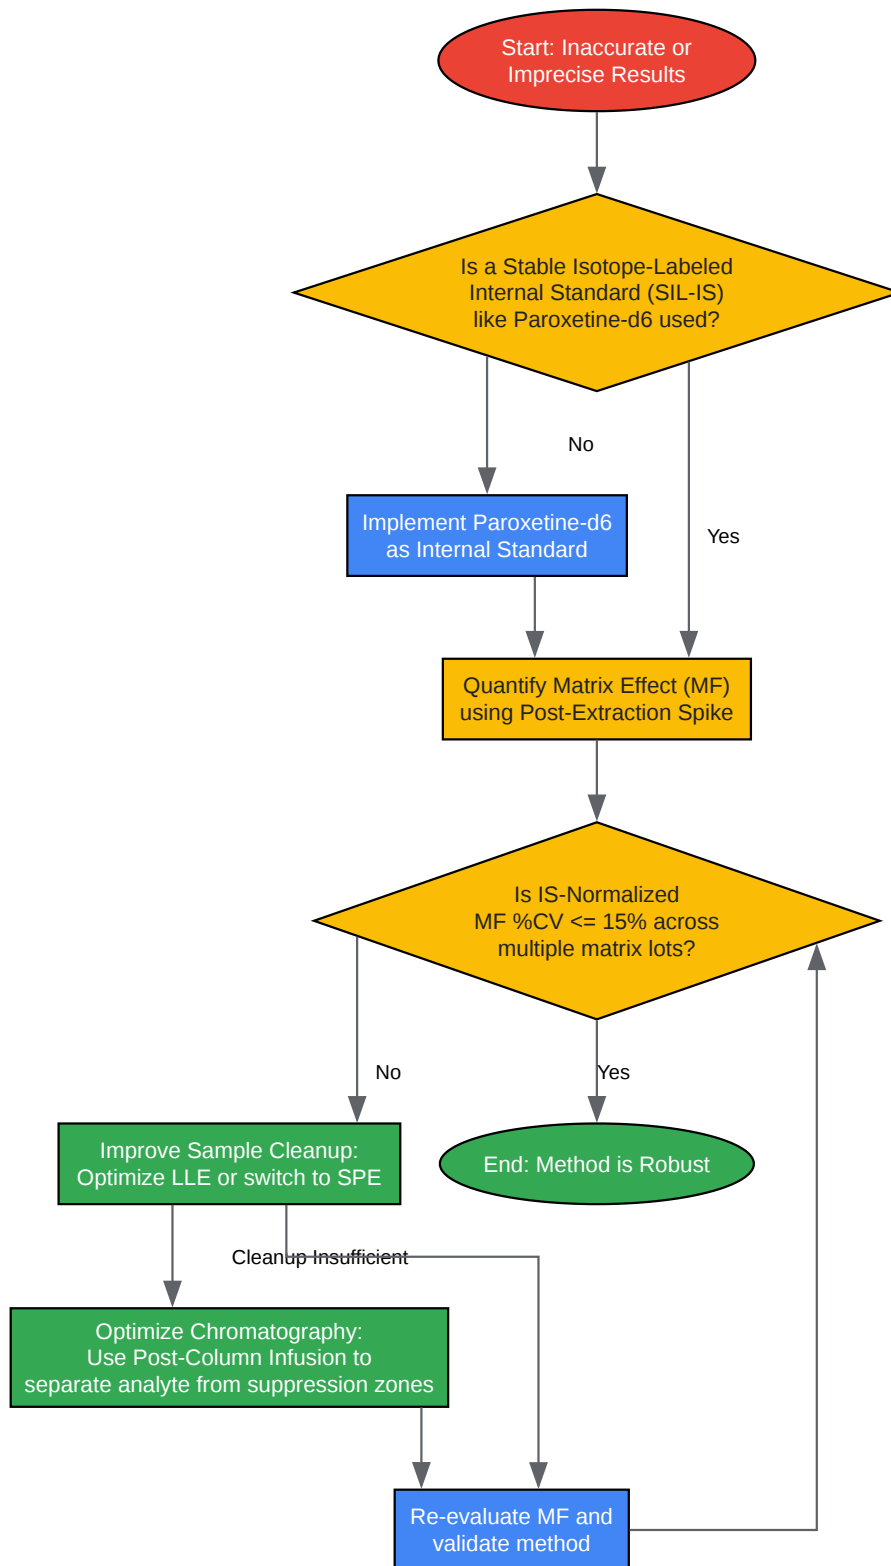 Start: Inaccurate or
Imprecise Results
Is a Stable Isotope-Labeled
Internal Standard (SIL-IS)
like Paroxetine-d6 used?
No
Implement Paroxetine-d6
as Internal Standard
Yes
Quantify Matrix Effect (MF)
using Post-Extraction Spike
Is IS-Normalized
MF %CV <= 15% across
multiple matrix lots?
No
Yes
Improve Sample Cleanup:
Optimize LLE or switch to SPE
End: Method is Robust
Cleanup Insufficient
Optimize Chromatography:
Use Post-Column Infusion to
separate analyte from suppression zones
Re-evaluate MF and
validate method